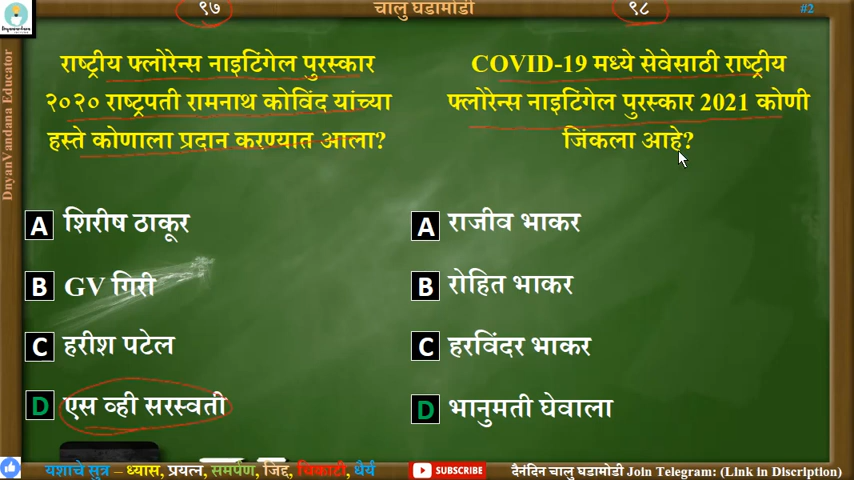 ९७
चालु घडामोडी
९८
#2
DnyanVandana Educator
राष्ट्रीय फ्लोरेन्स नाइटिंगेल पुरस्कार
२०२० राष्ट्रपती रामनाथ कोविंद यांच्या
हस्ते कोणाला प्रदान करण्यात आला?
A शिरीष ठाकूर
B GV गिरी
C हरीश पटेल
D एस व्ही सरस्वती
COVID-19 मध्ये सेवेसाठी राष्ट्रीय
फ्लोरेन्स नाइटिंगेल पुरस्कार 2021 कोणी
जिंकला आहे?
A राजीव भाकर
B रोहित भाकर
C हरविंदर भाकर
D भानुमती घेवाला
यशाचे सुत्र – ध्यास, प्रयत्न, समर्पण, जिद्द, चिकाटी, धैर्य
SUBSCRIBE
दैनंदिन चालु घडामोडी Join Telegram: (Link in Discription)